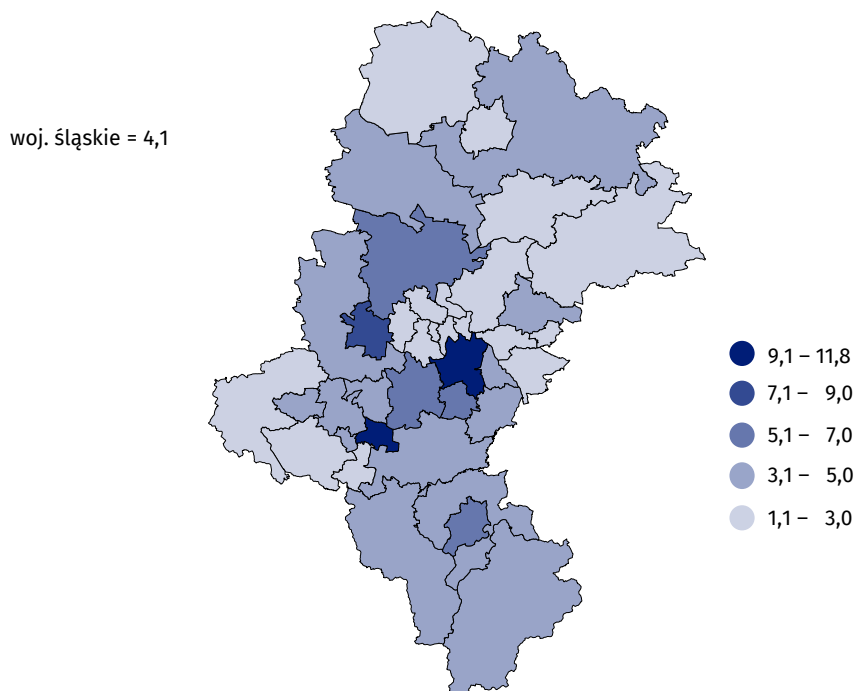 woj. śląskie = 4,1
9,1 – 11,8
7,1 – 9,0
5,1 – 7,0
3,1 – 5,0
1,1 – 3,0